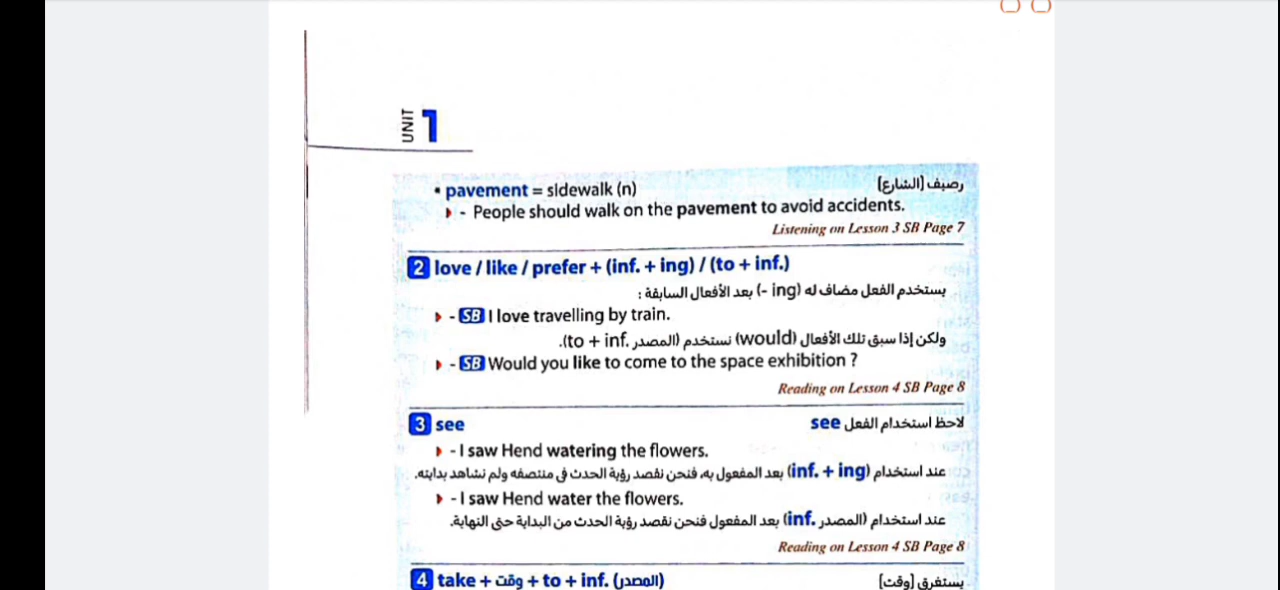 UNIT 1
• pavement = sidewalk (n) رصيف [الشارع]
- People should walk on the pavement to avoid accidents.
Listening on Lesson 3 SB Page 7
2 love / like / prefer + (inf. + ing) / (to + inf.)
يستخدم الفعل مضاف له (ing -) بعد الأفعال السابقة :
- SB I love travelling by train.
ولكن إذا سبق تلك الأفعال (would) نستخدم (المصدر .to + inf).
- SB Would you like to come to the space exhibition ?
Reading on Lesson 4 SB Page 8
3 see لاحظ استخدام الفعل see
- I saw Hend watering the flowers.
عند استخدام (inf. + ing) بعد المفعول به، فنحن نقصد رؤية الحدث في منتصفه ولم نشاهد بدايته.
- I saw Hend water the flowers.
عند استخدام (المصدر .inf) بعد المفعول فنحن نقصد رؤية الحدث من البداية حتى النهاية.
Reading on Lesson 4 SB Page 8
4 take + وقت + to + inf. (المصدر) يستغرق [وقت]